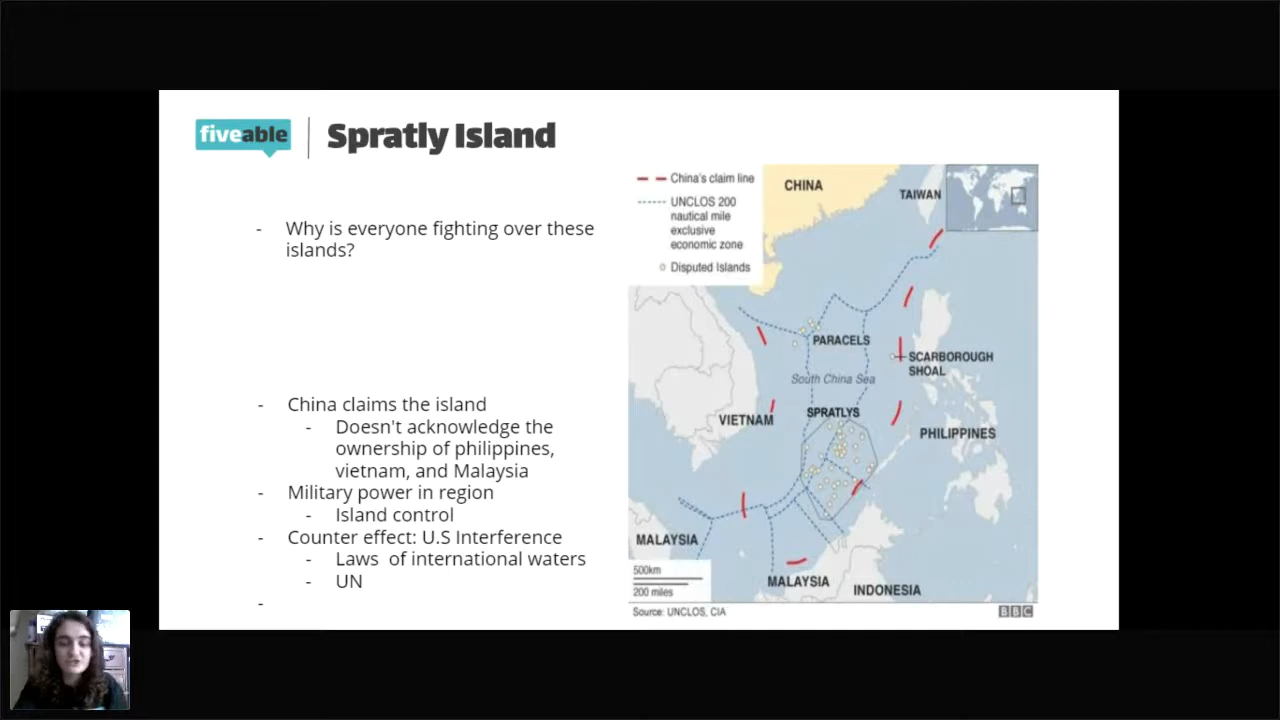 fiveable
Spratly Island
- Why is everyone fighting over these
islands?
- China claims the island
- Doesn't acknowledge the
ownership of philippines,
vietnam, and Malaysia
- Military power in region
- Island control
- Counter effect: U.S Interference
- Laws of international waters
- UN
-
China's claim line
UNCLOS 200
nautical mile
exclusive
economic zone
Disputed Islands
CHINA
TAIWAN
PARACELS
SCARBOROUGH
SHOAL
South China Sea
VIETNAM
SPRATLYS
PHILIPPINES
MALAYSIA
MALAYSIA
INDONESIA
500km
200 miles
Source: UNCLOS, CIA
BBC